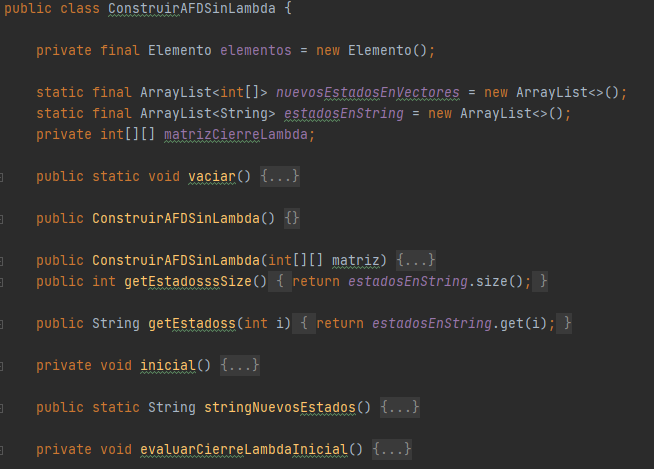 public class ConstruirAFDSinLambda {
private final Elemento elementos = new Elemento();
static final ArrayList<int[]> nuevosEstadosEnVectores = new ArrayList<>();
static final ArrayList<String> estadosEnString = new ArrayList<>();
private int[][] matrizCierreLambda;
public static void vaciar() {...}
public ConstruirAFDSinLambda() {}
public ConstruirAFDSinLambda(int[][] matriz) {...}
public int getEstadosssSize() { return estadosEnString.size(); }
public String getEstadoss(int i) { return estadosEnString.get(i); }
private void inicial() {...}
public static String stringNuevosEstados() {...}
private void evaluarCierreLambdaInicial() {...}